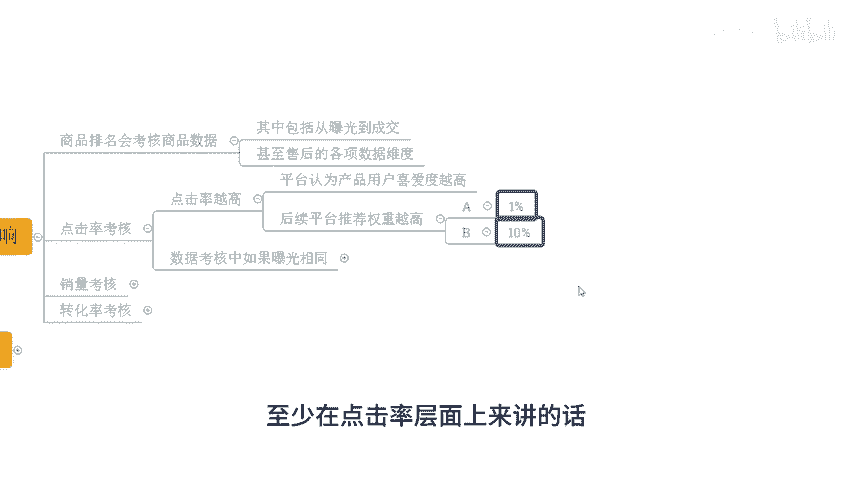 商品排名会考核商品数据
其中包括从曝光到成交
甚至售后的各项数据维度
响
点击率考核
点击率越高
平台认为产品用户喜爱度越高
后续平台推荐权重越高
A
1%
B
10%
数据考核中如果曝光相同
销量考核
转化率考核
至少在点击率层面上来讲的话